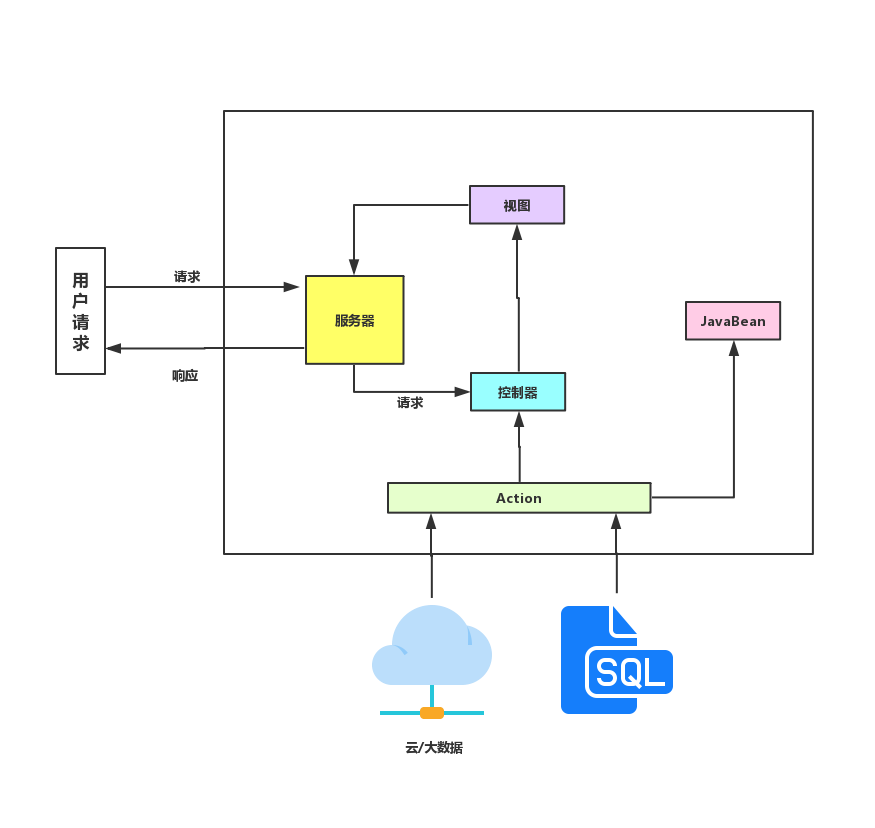 视图
用
户
请
求
请求
服务器
JavaBean
响应
控制器
请求
Action
SQL
云/大数据